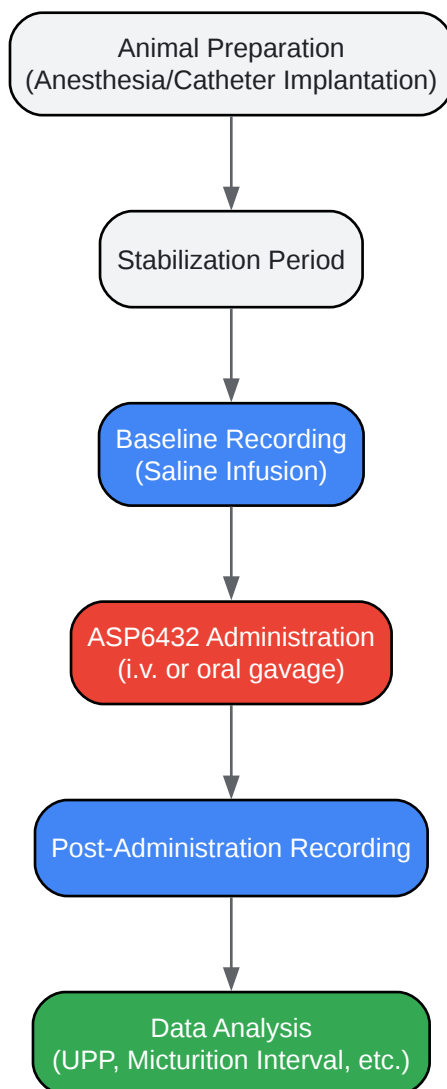 Animal Preparation
(Anesthesia/Catheter Implantation)
Stabilization Period
Baseline Recording
(Saline Infusion)
ASP6432 Administration
(i.v. or oral gavage)
Post-Administration Recording
Data Analysis
(UPP, Micturition Interval, etc.)